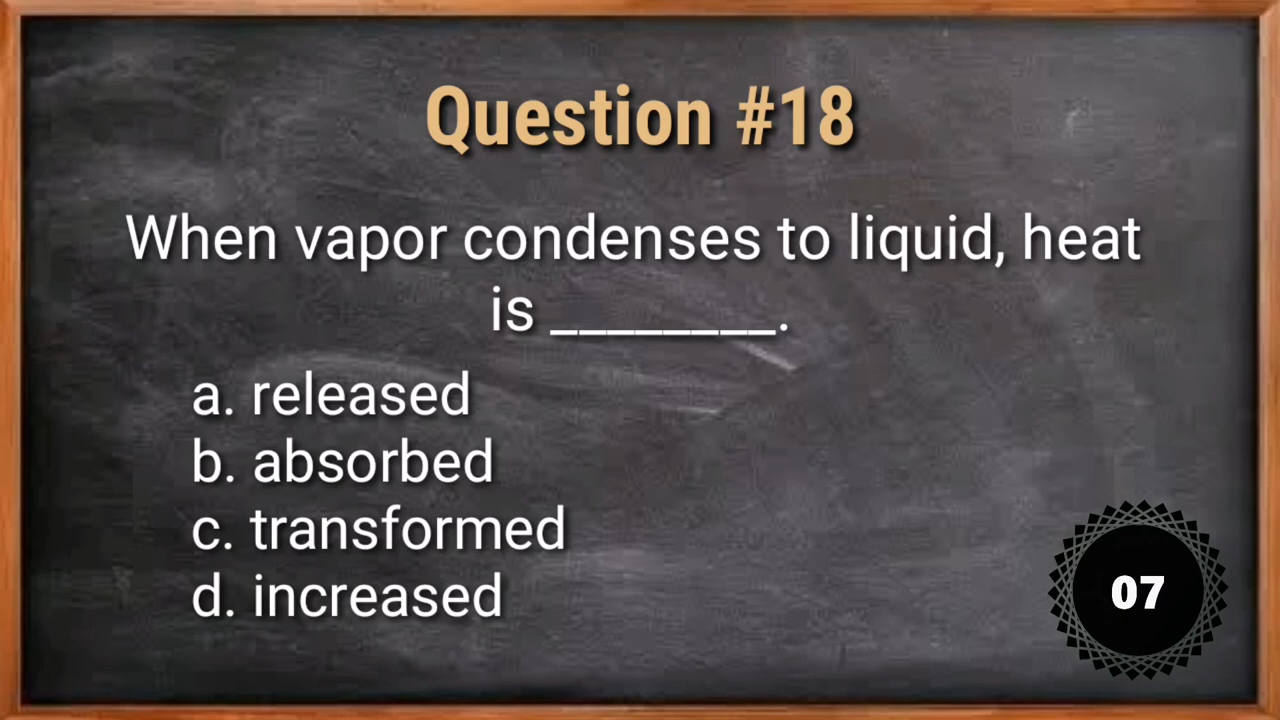 Question #18
When vapor condenses to liquid, heat
is ________.
a. released
b. absorbed
c. transformed
d. increased
07